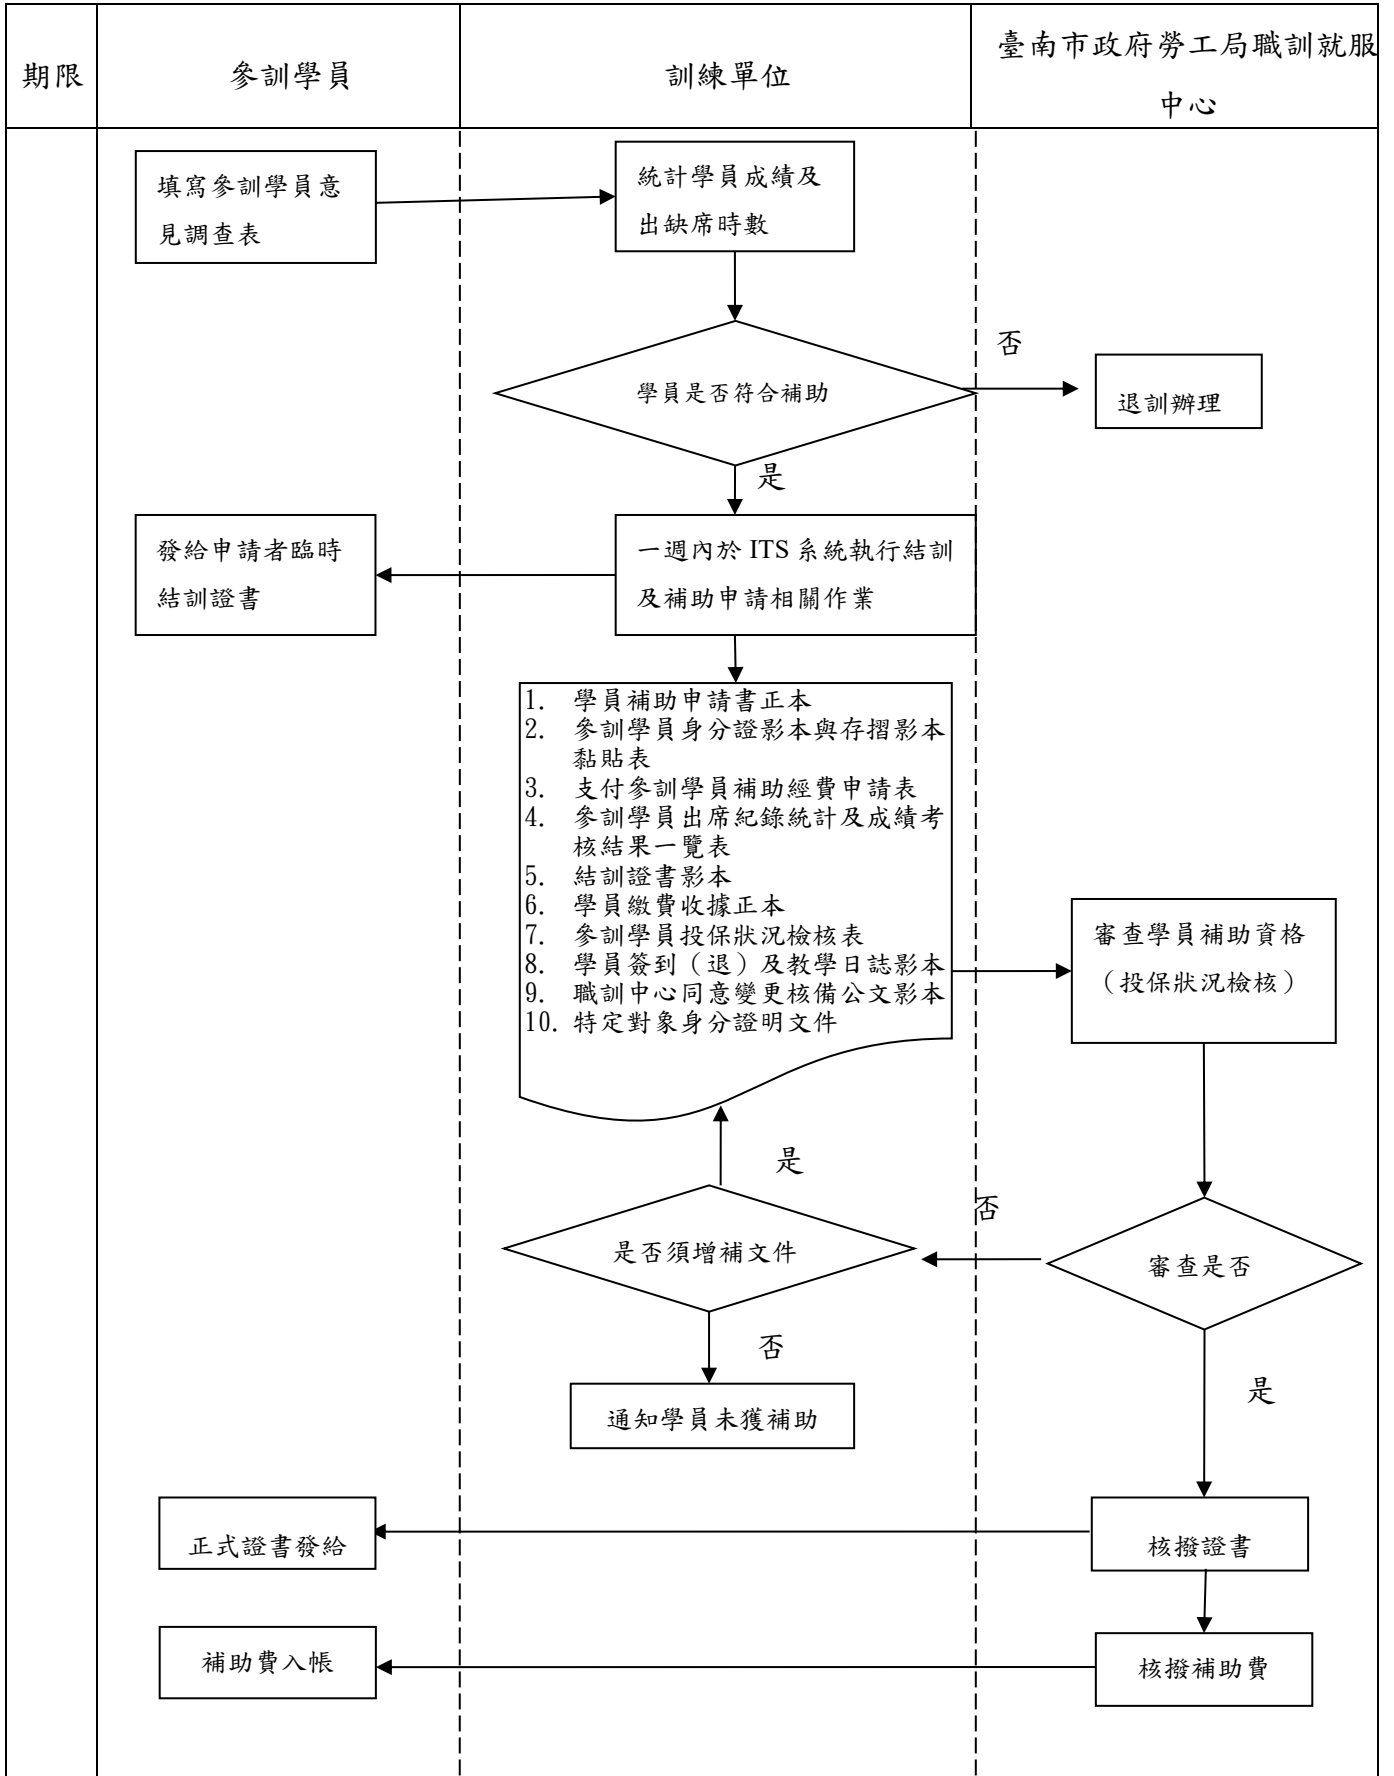 期限
參訓學員
訓練單位
臺南市政府勞工局職訓就服
中心
填寫參訓學員意
見調查表
統計學員成績及
出缺席時數
學員是否符合補助
否
退訓辦理
是
發給申請者臨時
結訓證書
一週內於 ITS 系統執行結訓
及補助申請相關作業
1. 學員補助申請書正本
2. 參訓學員身分證影本與存摺影本
黏貼表
3. 支付參訓學員補助經費申請表
4. 參訓學員出席紀錄統計及成績考
核結果一覽表
5. 結訓證書影本
6. 學員繳費收據正本
7. 參訓學員投保狀況檢核表
8. 學員簽到（退）及教學日誌影本
9. 職訓中心同意變更核備公文影本
10. 特定對象身分證明文件
審查學員補助資格
（投保狀況檢核）
是
否
是否須增補文件
審查是否
否
通知學員未獲補助
是
正式證書發給
核撥證書
補助費入帳
核撥補助費